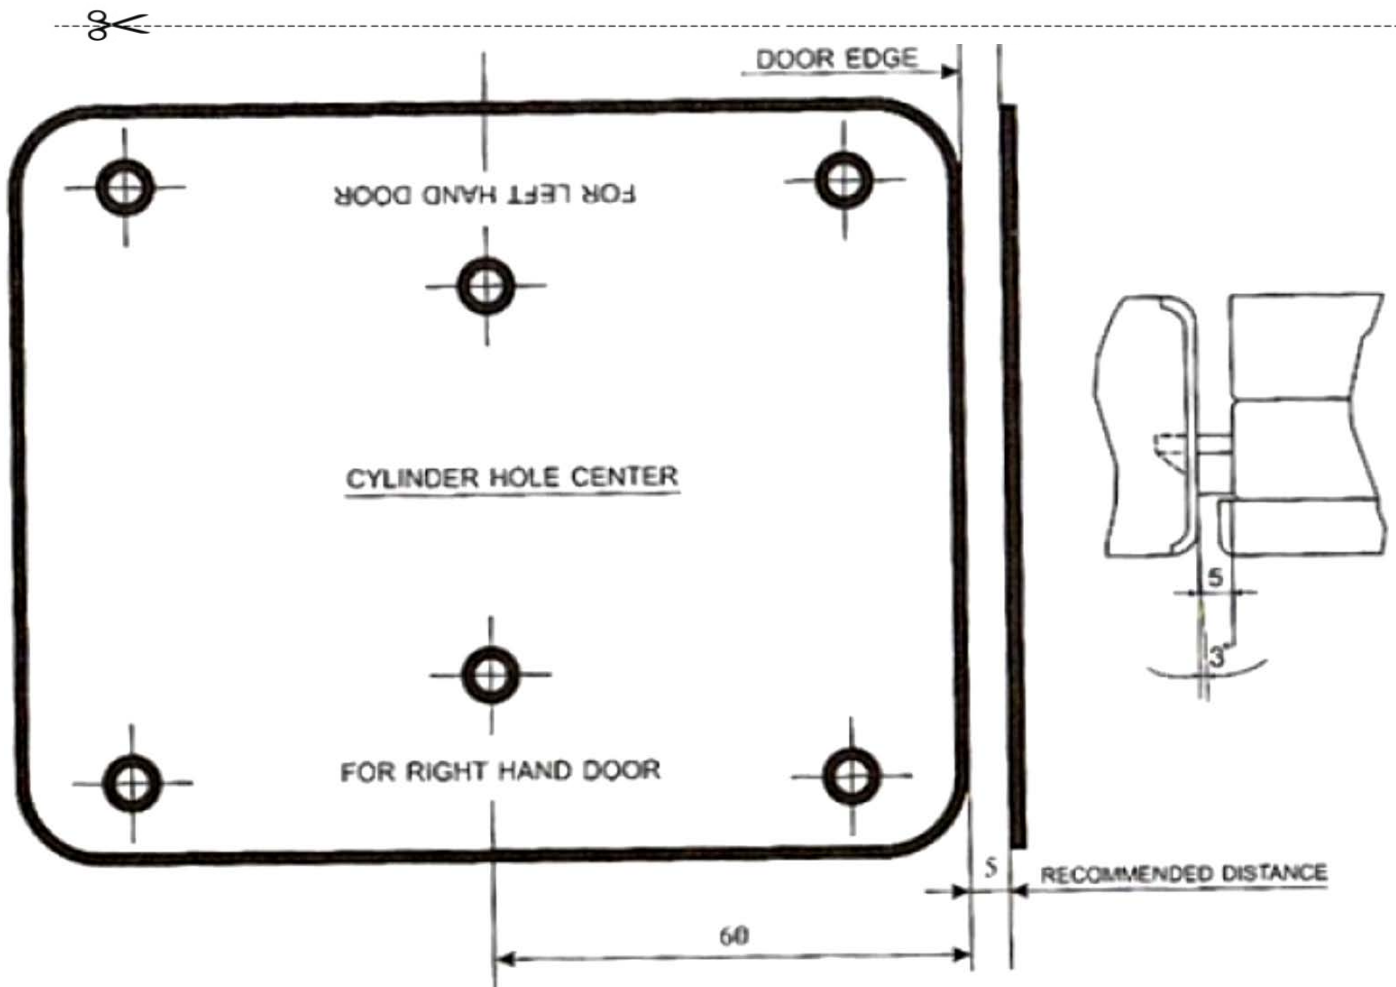 DOOR EDGE
FOR LEFT HAND DOOR
CYLINDER HOLE CENTER
5
3°
FOR RIGHT HAND DOOR
5
RECOMMENDED DISTANCE
60